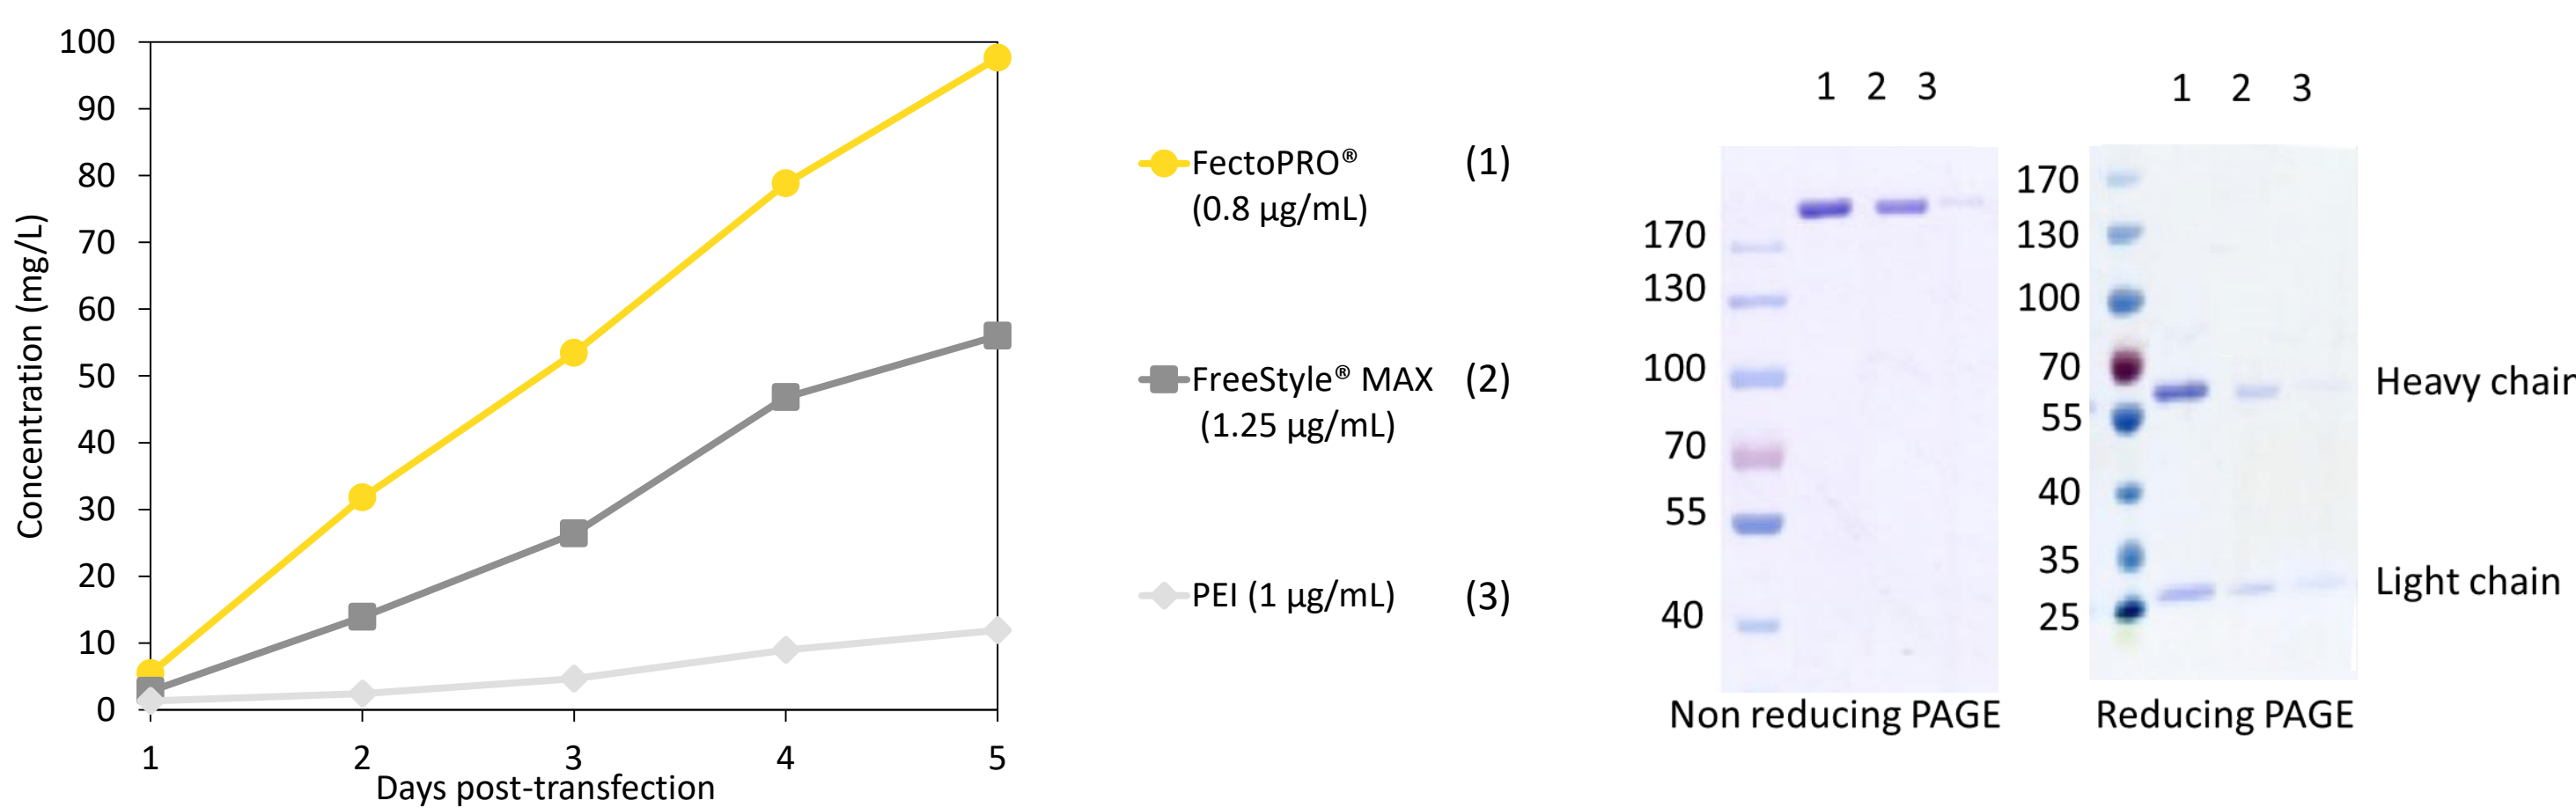 Concentration (mg/L)
100
90
80
70
60
50
40
30
20
10
0
1 2 3 4 5
Days post-transfection
FectoPRO® (1)
(0.8 µg/mL)
FreeStyle® MAX (2)
(1.25 µg/mL)
PEI (1 µg/mL) (3)
1 2 3
170
130
100
70
55
40
Non reducing PAGE
1 2 3
170
130
100
70
55
40
35
25
Heavy chain
Light chain
Reducing PAGE